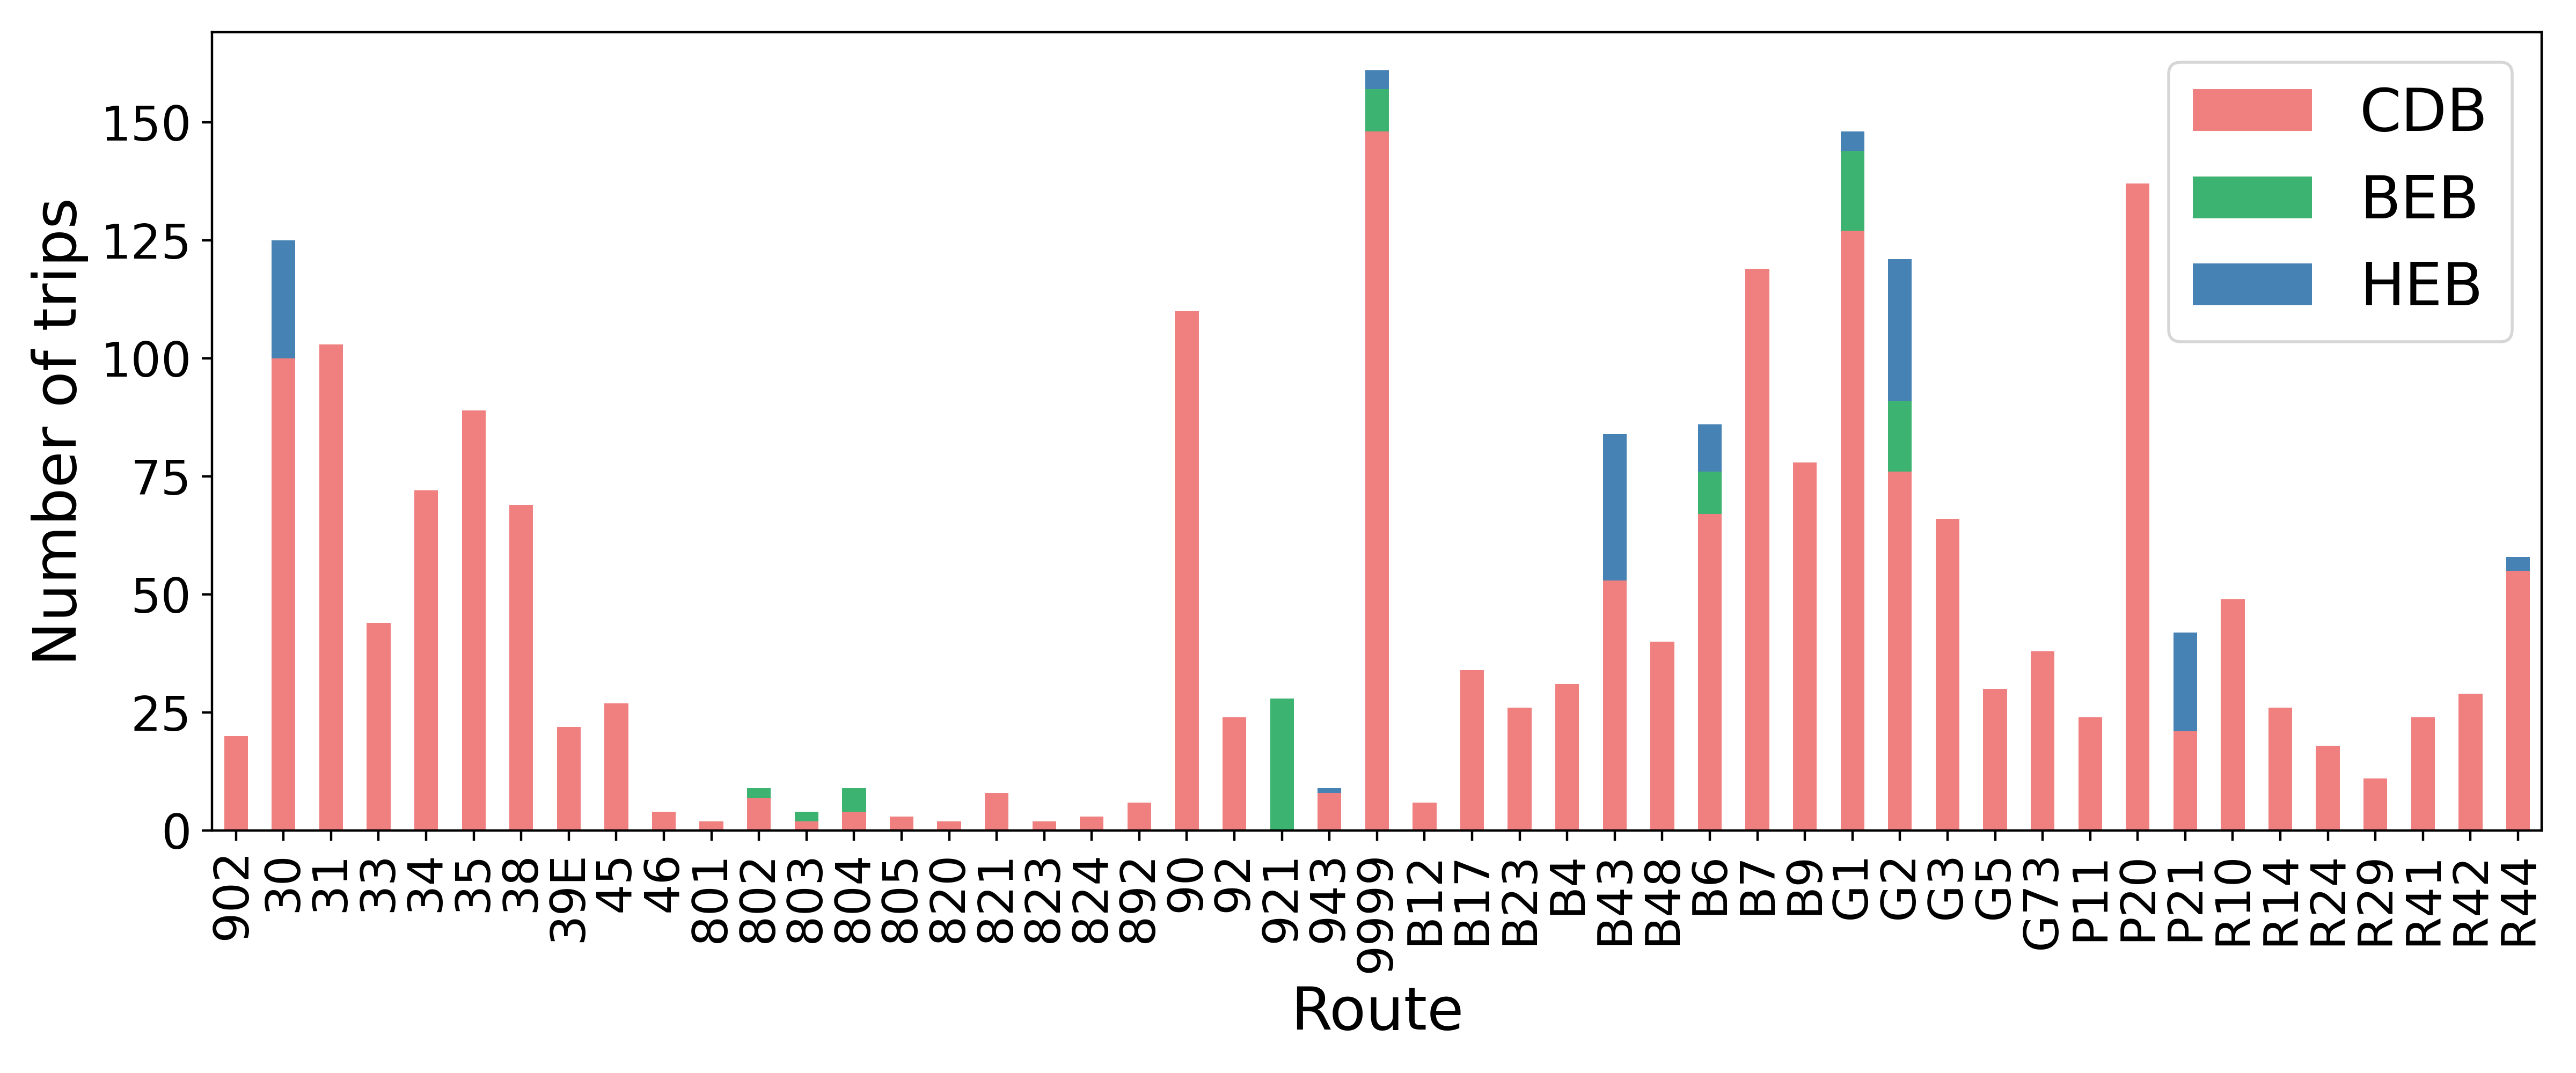 Number of trips
150
125
100
75
50
25
0
CDB
BEB
HEB
902
30
31
33
34
35
38
39E
45
46
801
802
803
804
805
820
821
823
824
892
90
92
921
943
9999
B12
B17
B23
B4
B43
B48
B6
B7
B9
G1
G2
G3
G5
G73
P11
P20
P21
R10
R14
R24
R29
R41
R42
R44
Route